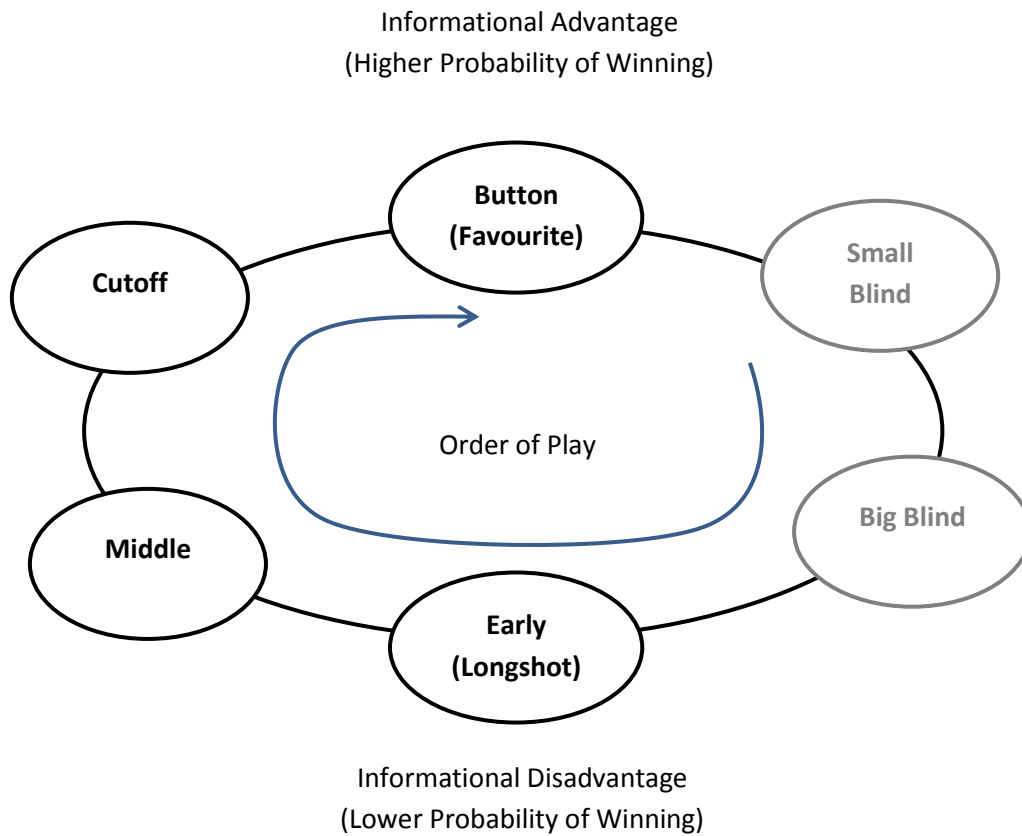 Informational Advantage
(Higher Probability of Winning)
Button
(Favourite)
Small
Blind
Cutoff
Order of Play
Big Blind
Middle
Early
(Longshot)
Informational Disadvantage
(Lower Probability of Winning)